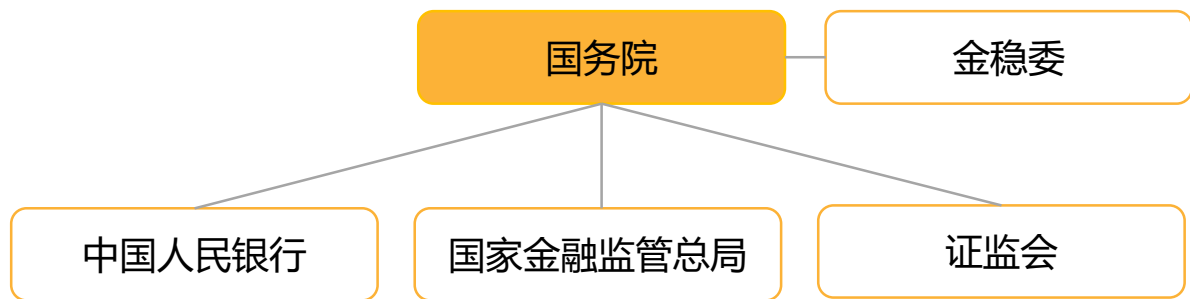 国务院
金稳委
中国人民银行
国家金融监管总局
证监会